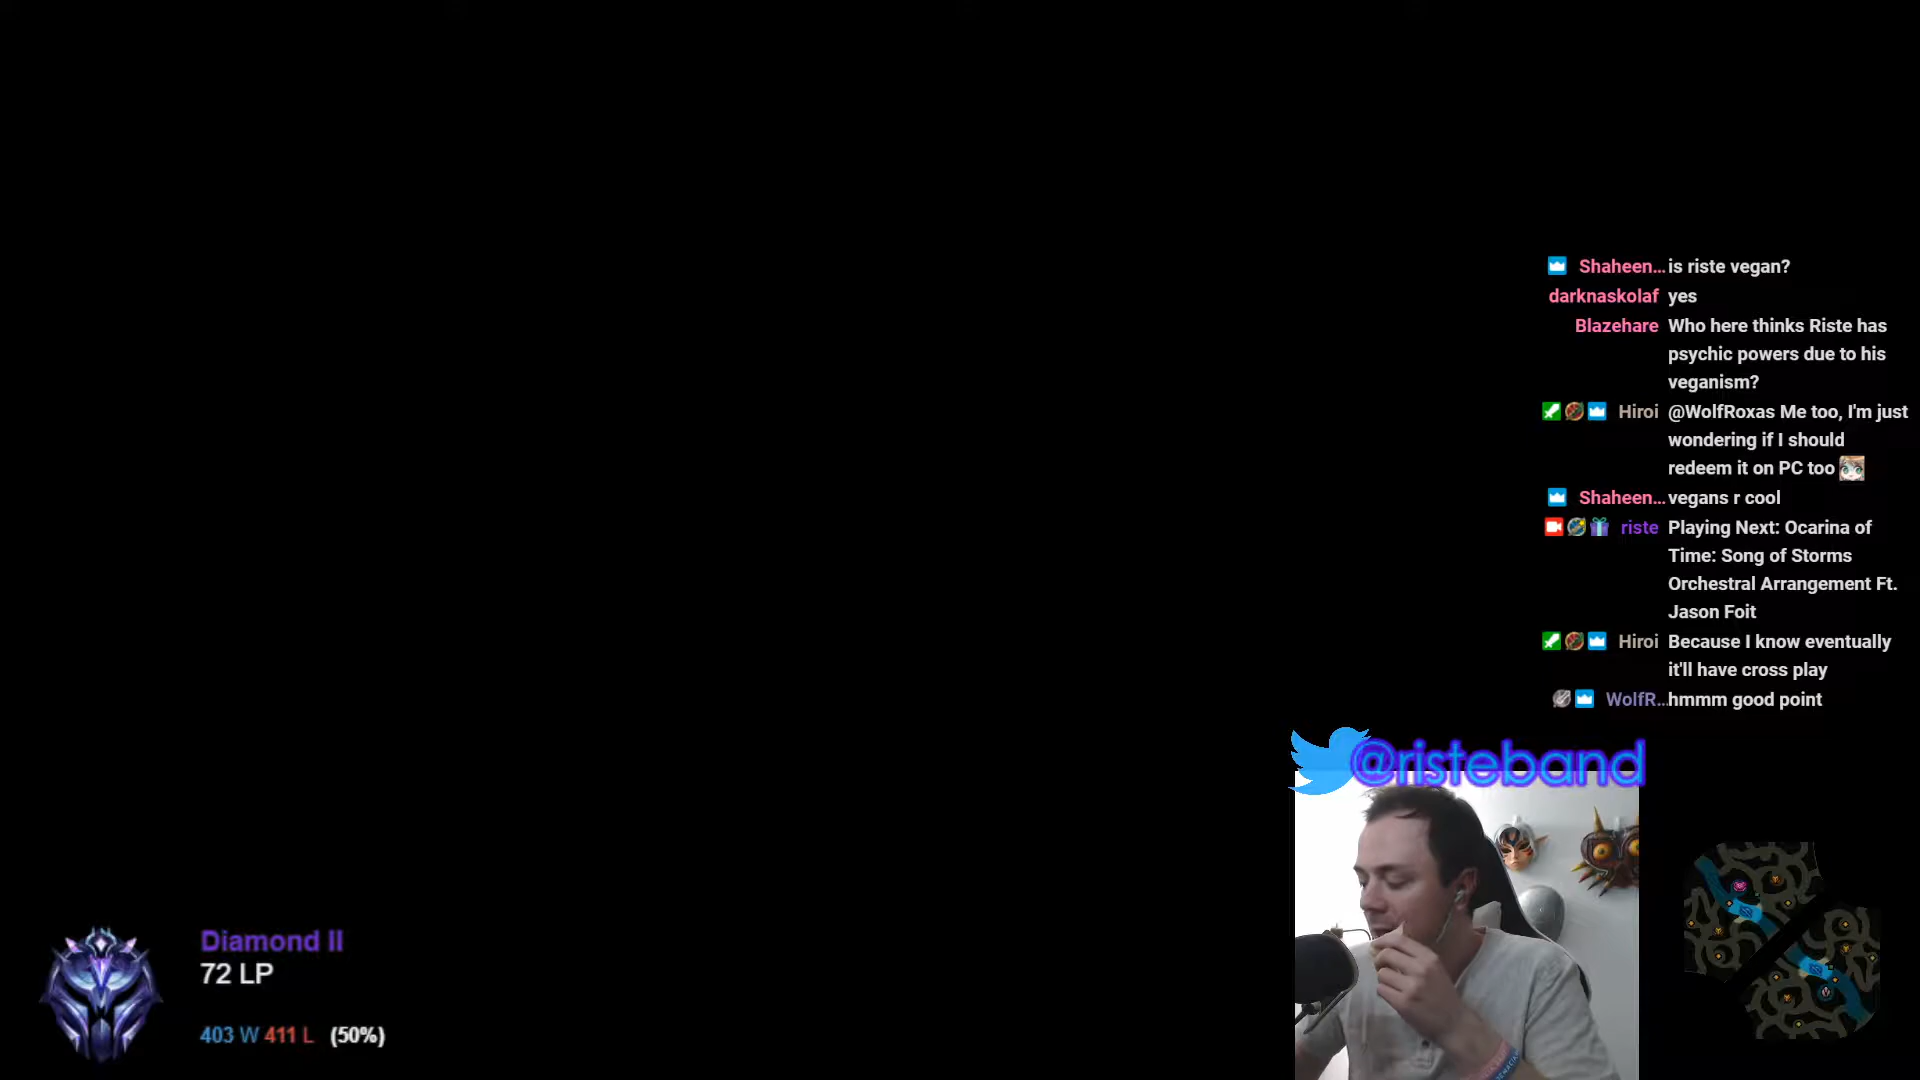 Shaheen... is riste vegan?
darknaskolaf yes
Blazehare Who here thinks Riste has
psychic powers due to his
veganism?
Hiroi @WolfRoxas Me too, I'm just
wondering if I should
redeem it on PC too
Shaheen... vegans r cool
riste Playing Next: Ocarina of
Time: Song of Storms
Orchestral Arrangement Ft.
Jason Foit
Hiroi Because I know eventually
it'll have cross play
WolfR... hmmm good point
@risteband
Diamond II
72 LP
403 W 411 L (50%)